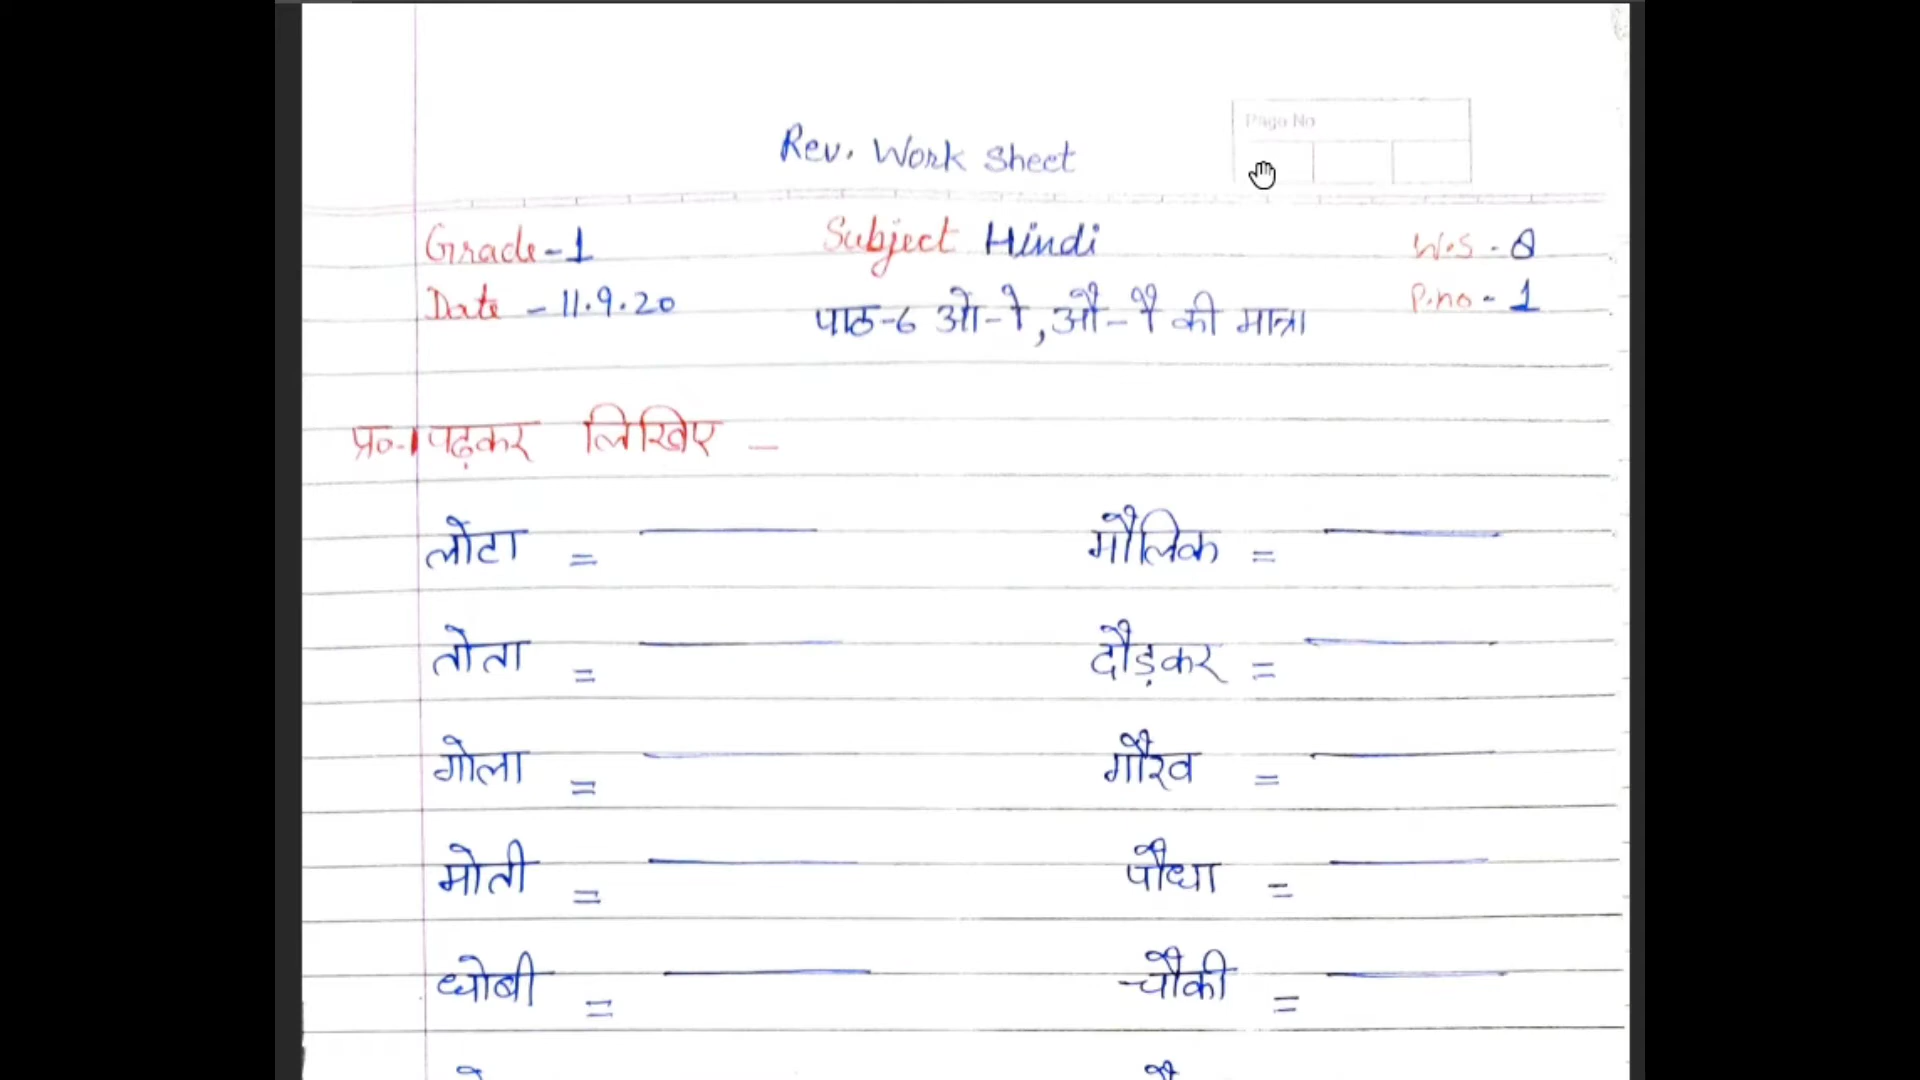 Page No
Rev. Work Sheet
Grade-1 Subject Hindi W.S - 8
Date - 11.9.20 पाठ-6 ओ-ो, औ-ौ की मात्रा P.no - 1
प्र०-1 पढ़कर लिखिए -
लोटा = मौलिक =
तोता = दौड़कर =
गोला = गौरव =
मोती = पौधा =
धोबी = चौकी =